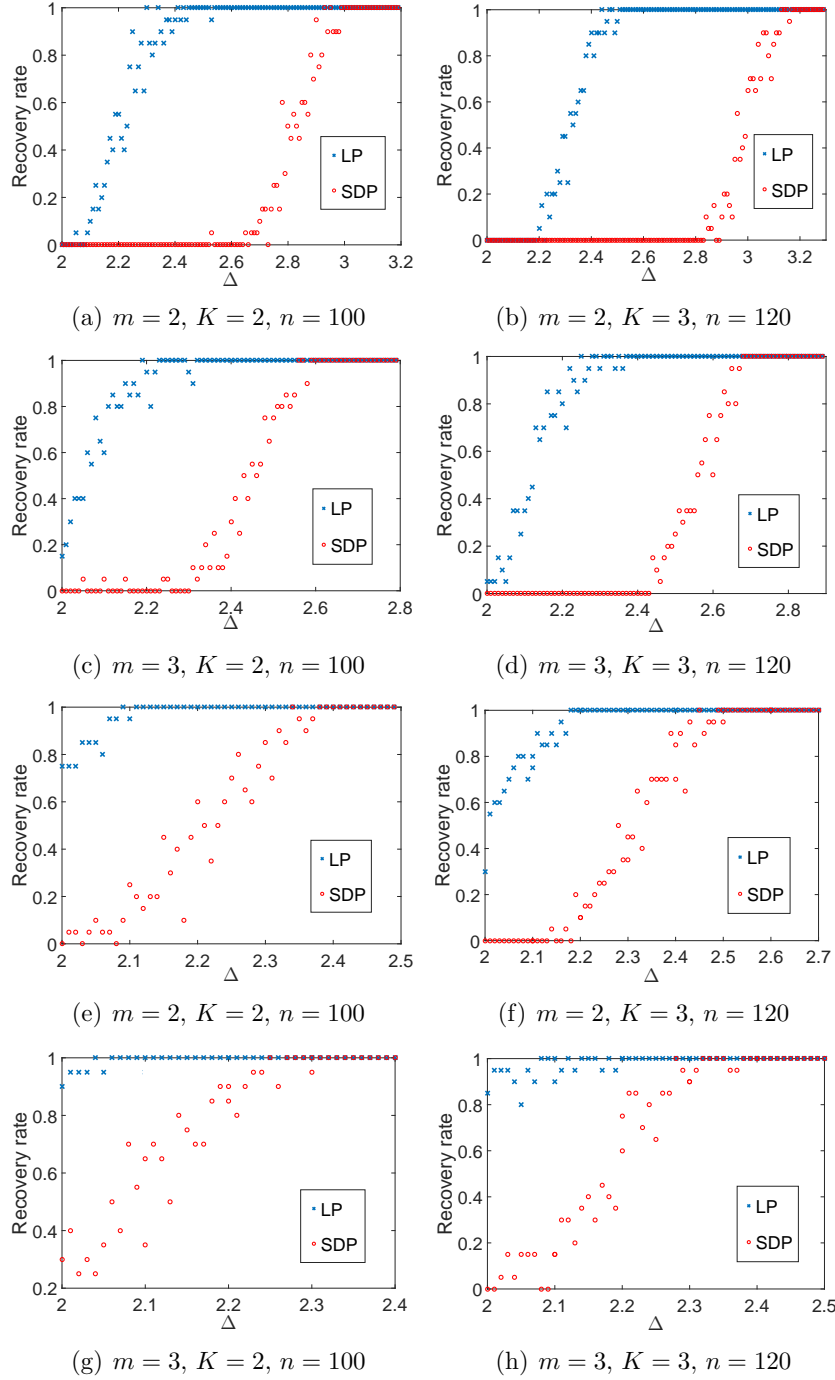 Recovery rate
1
0.8
0.6
0.4
0.2
0
LP
SDP
2 2.2 2.4 2.6 2.8 3 3.2
Δ
(a) m = 2, K = 2, n = 100
Recovery rate
1
0.8
0.6
0.4
0.2
0
LP
SDP
2 2.2 2.4 2.6 2.8 3 3.2
Δ
(b) m = 2, K = 3, n = 120
Recovery rate
1
0.8
0.6
0.4
0.2
0
LP
SDP
2 2.2 2.4 2.6 2.8
Δ
(c) m = 3, K = 2, n = 100
Recovery rate
1
0.8
0.6
0.4
0.2
0
LP
SDP
2 2.2 2.4 2.6 2.8
Δ
(d) m = 3, K = 3, n = 120
Recovery rate
1
0.8
0.6
0.4
0.2
0
LP
SDP
2 2.1 2.2 2.3 2.4 2.5
Δ
(e) m = 2, K = 2, n = 100
Recovery rate
1
0.8
0.6
0.4
0.2
0
LP
SDP
2 2.1 2.2 2.3 2.4 2.5 2.6 2.7
Δ
(f) m = 2, K = 3, n = 120
Recovery rate
1
0.8
0.6
0.4
0.2
LP
SDP
2 2.1 2.2 2.3 2.4
Δ
(g) m = 3, K = 2, n = 100
Recovery rate
1
0.8
0.6
0.4
0.2
0
LP
SDP
2 2.1 2.2 2.3 2.4 2.5
Δ
(h) m = 3, K = 3, n = 120